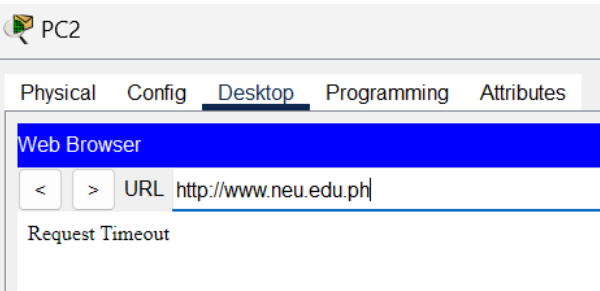 PC2
Physical Config Desktop Programming Attributes
Web Browser
< > URL http://www.neu.edu.ph
Request Timeout